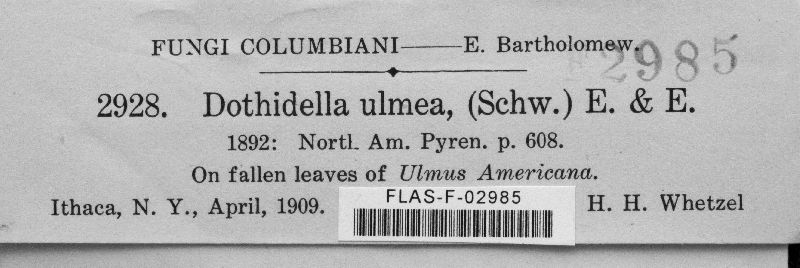 FUNGI COLUMBIANI——E. Bartholomew.
2985
2928. Dothidella ulmea, (Schw.) E. & E.
1892: North Am. Pyren. p. 608.
On fallen leaves of Ulmus Americana.
Ithaca, N. Y., April, 1909.
FLAS-F-02985
H. H. Whetzel